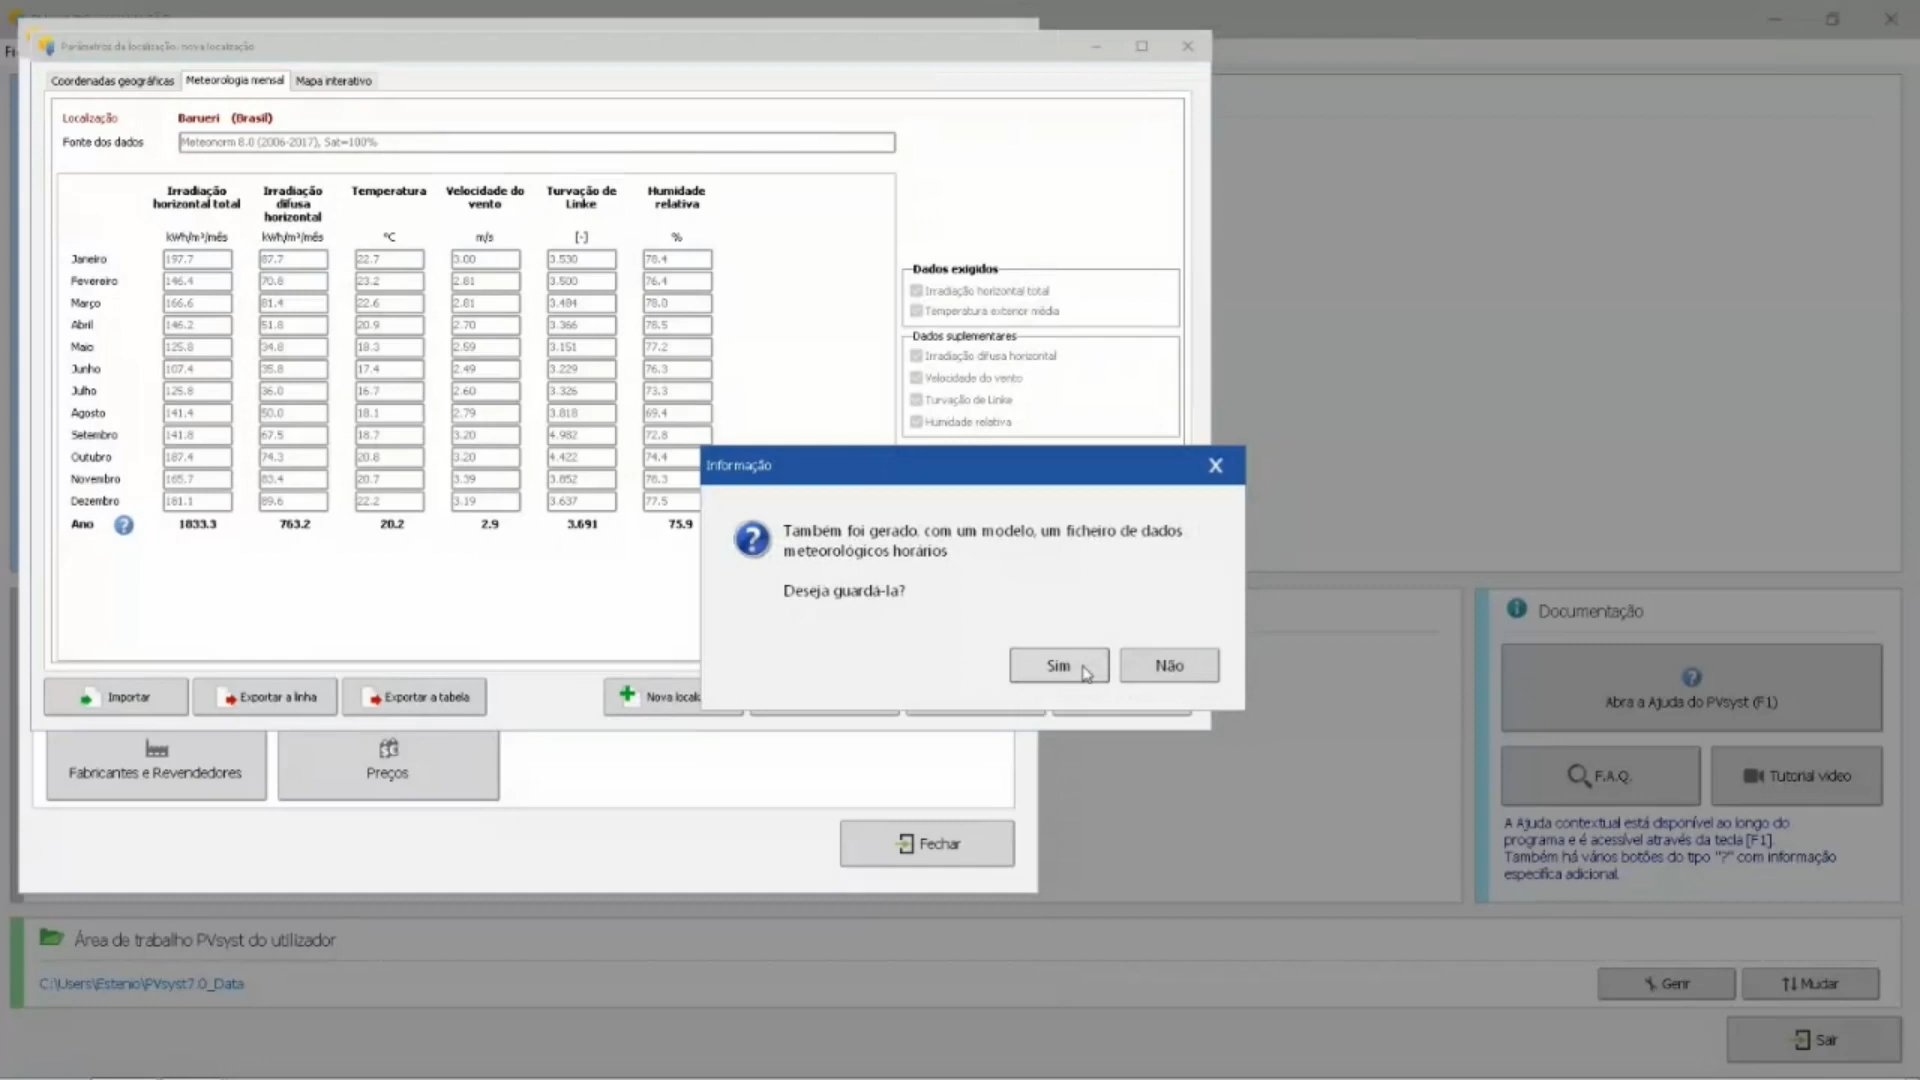 Parâmetros da localização, nova localização
Coordenadas geográficas Meteorologia mensal Mapa interativo
Localização Barueri (Brasil)
Fonte dos dados Meteonorm 8.0 (2006-2017), Sat=100%
Irradiação horizontal total Irradiação difusa horizontal Temperatura Velocidade do vento Turvação de Linke Humidade relativa
kWh/m²/mês kWh/m²/mês °C m/s [-] %
Janeiro 197.7 87.7 22.7 3.00 3.530 78.4
Fevereiro 146.4 70.8 23.2 2.81 3.500 76.4
Março 166.6 81.4 22.6 2.81 3.484 78.0
Abril 146.2 51.8 20.9 2.70 3.366 78.5
Maio 125.8 34.8 18.3 2.59 3.151 77.2
Junho 107.4 35.8 17.4 2.49 3.229 76.3
Julho 125.8 36.0 16.7 2.60 3.326 73.3
Agosto 141.4 50.0 18.1 2.79 3.818 69.4
Setembro 141.8 67.5 18.7 3.20 4.982 72.8
Outubro 187.4 74.3 20.8 3.20 4.422 74.4
Novembro 165.7 83.4 20.7 3.39 3.852 78.3
Dezembro 181.1 89.6 22.2 3.19 3.637 77.5
Ano ? 1833.3 763.2 20.2 2.9 3.691 75.9
Dados exigidos
Irradiação horizontal total
Temperatura exterior média
Dados suplementares
Irradiação difusa horizontal
Velocidade do vento
Turvação de Linke
Humidade relativa
Informação X
Também foi gerado, com um modelo, um ficheiro de dados
meteorológicos horários
Deseja guardá-la?
Sim Não
Importar Exportar a linha Exportar a tabela Nova locali
Fabricantes e Revendedores Preços
Fechar
Documentação
Abra a Ajuda do PVsyst (F1)
F.A.Q. Tutorial video
A Ajuda contextual está disponível ao longo do
programa e é acessível através da tecla [F1].
Também há vários botões do tipo "?" com informação
específica adicional.
Área de trabalho PVsyst do utilizador
C:\Users\Estenio\PVsyst7.0_Data
Gerir Mudar
Sair